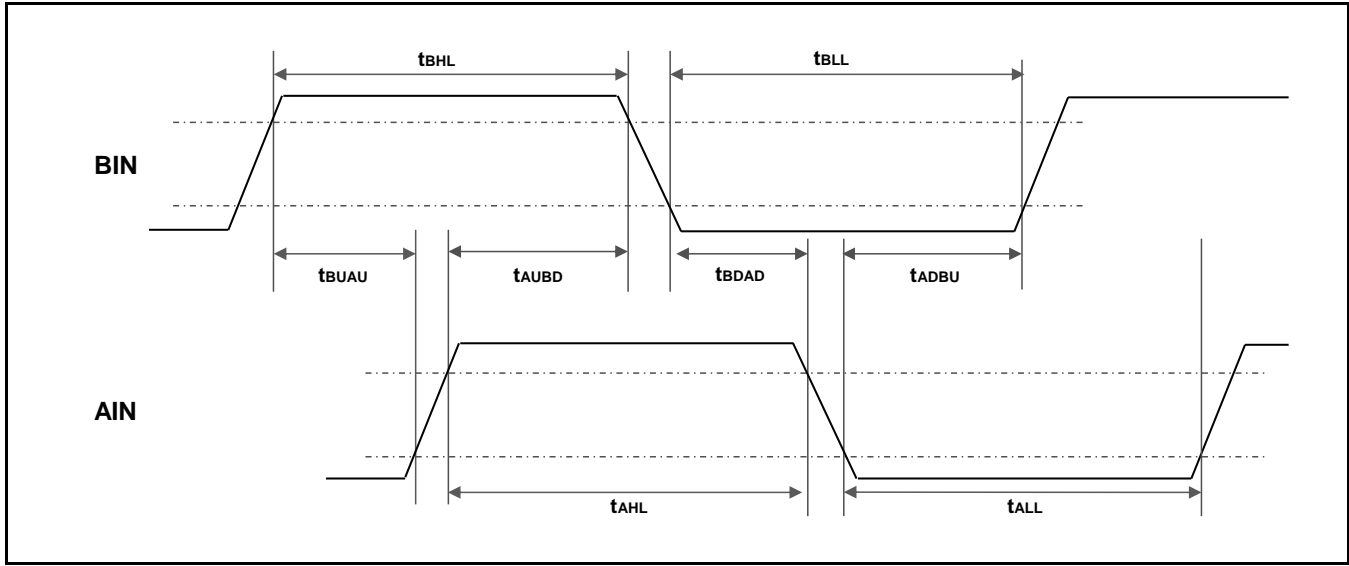 tBHL
tBLL
BIN
tBUAU
tAUBD
tBDAD
tADBU
AIN
tAHL
tALL